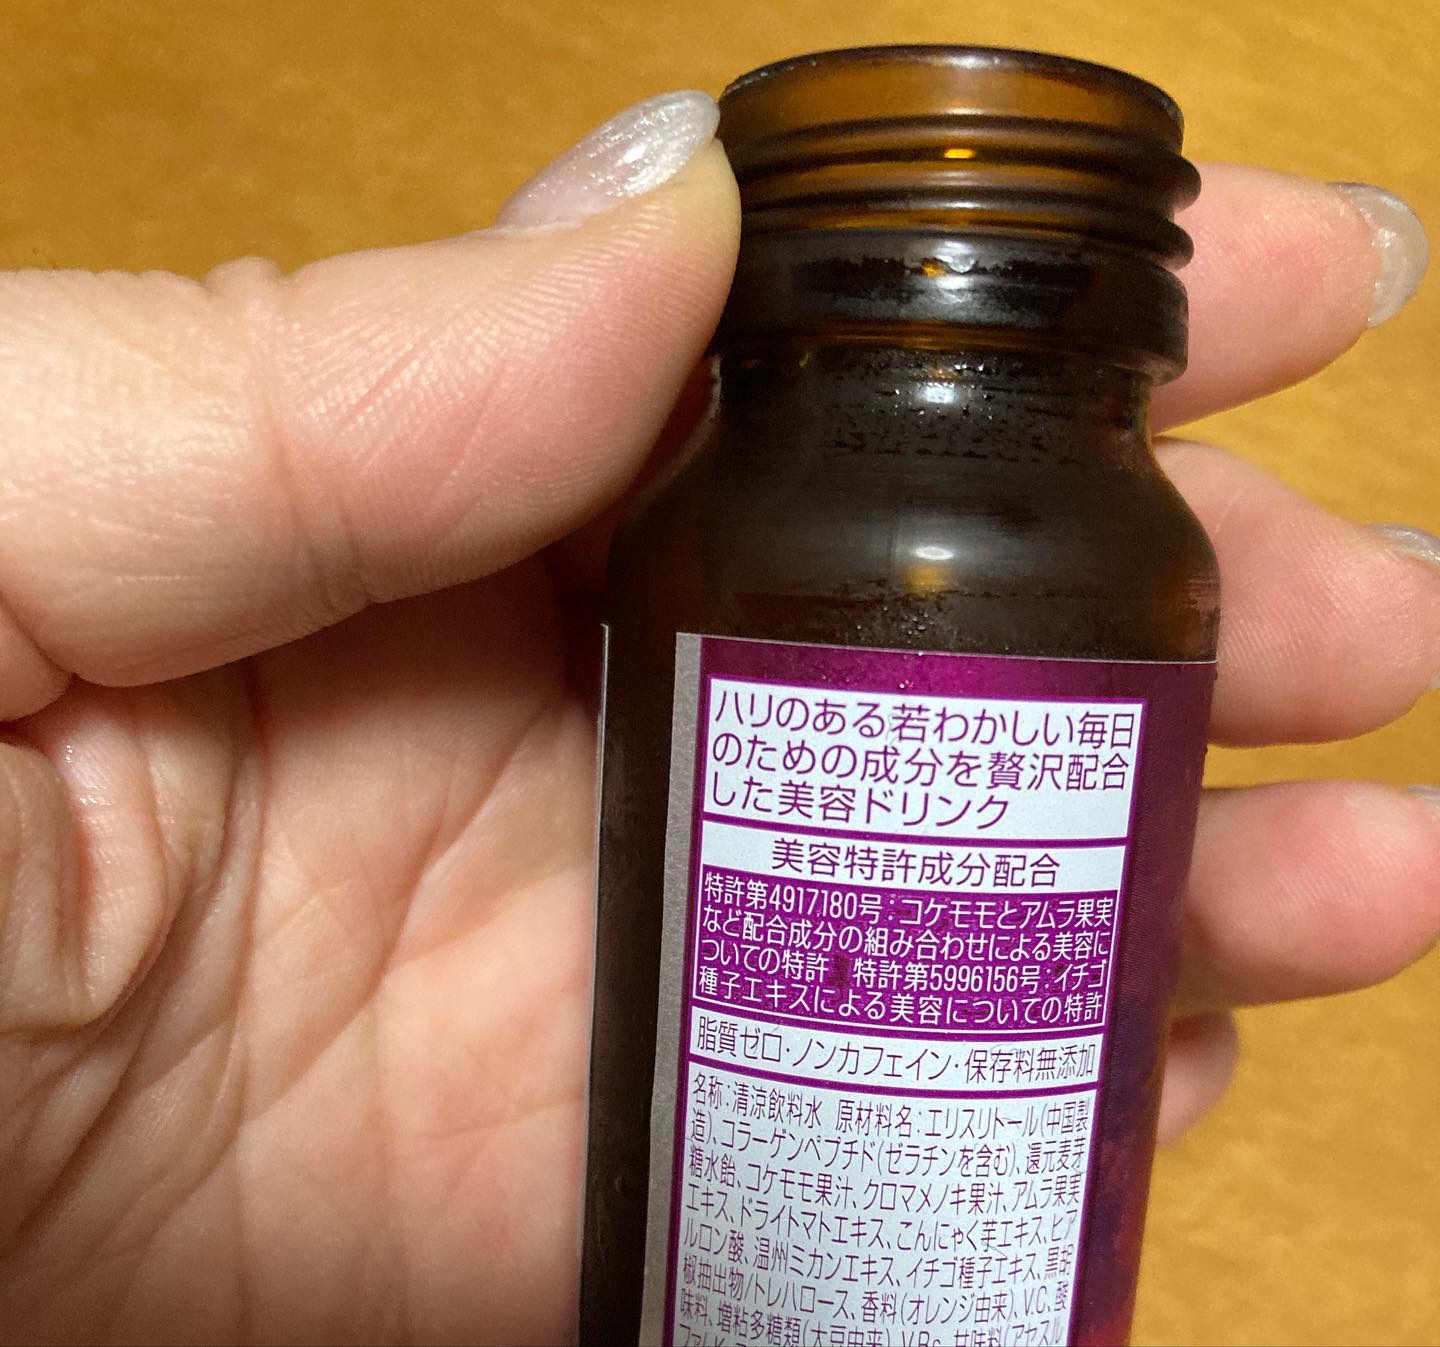 ハリのある若わかしい毎日
のための成分を贅沢配合
した美容ドリンク
美容特許成分配合
特許第4917180号：コケモモとアムラ果実
など配合成分の組み合わせによる美容に
ついての特許 特許第5996156号：イチゴ
種子エキスによる美容についての特許
脂質ゼロ・ノンカフェイン・保存料無添加
名称：清涼飲料水 原材料名：エリスリトール(中国製
造)、コラーゲンペプチド(ゼラチンを含む)、還元麦芽
糖水飴、コケモモ果汁、クロマメノキ果汁、アムラ果実
エキス、ドライトマトエキス、こんにゃく芋エキス、ヒア
ルロン酸、温州ミカンエキス、イチゴ種子エキス、黒胡
椒抽出物/トレハロース、香料(オレンジ由来)、V.C、酸
味料、増粘多糖類(大豆由来)、V.B₆、甘味料(アセスル